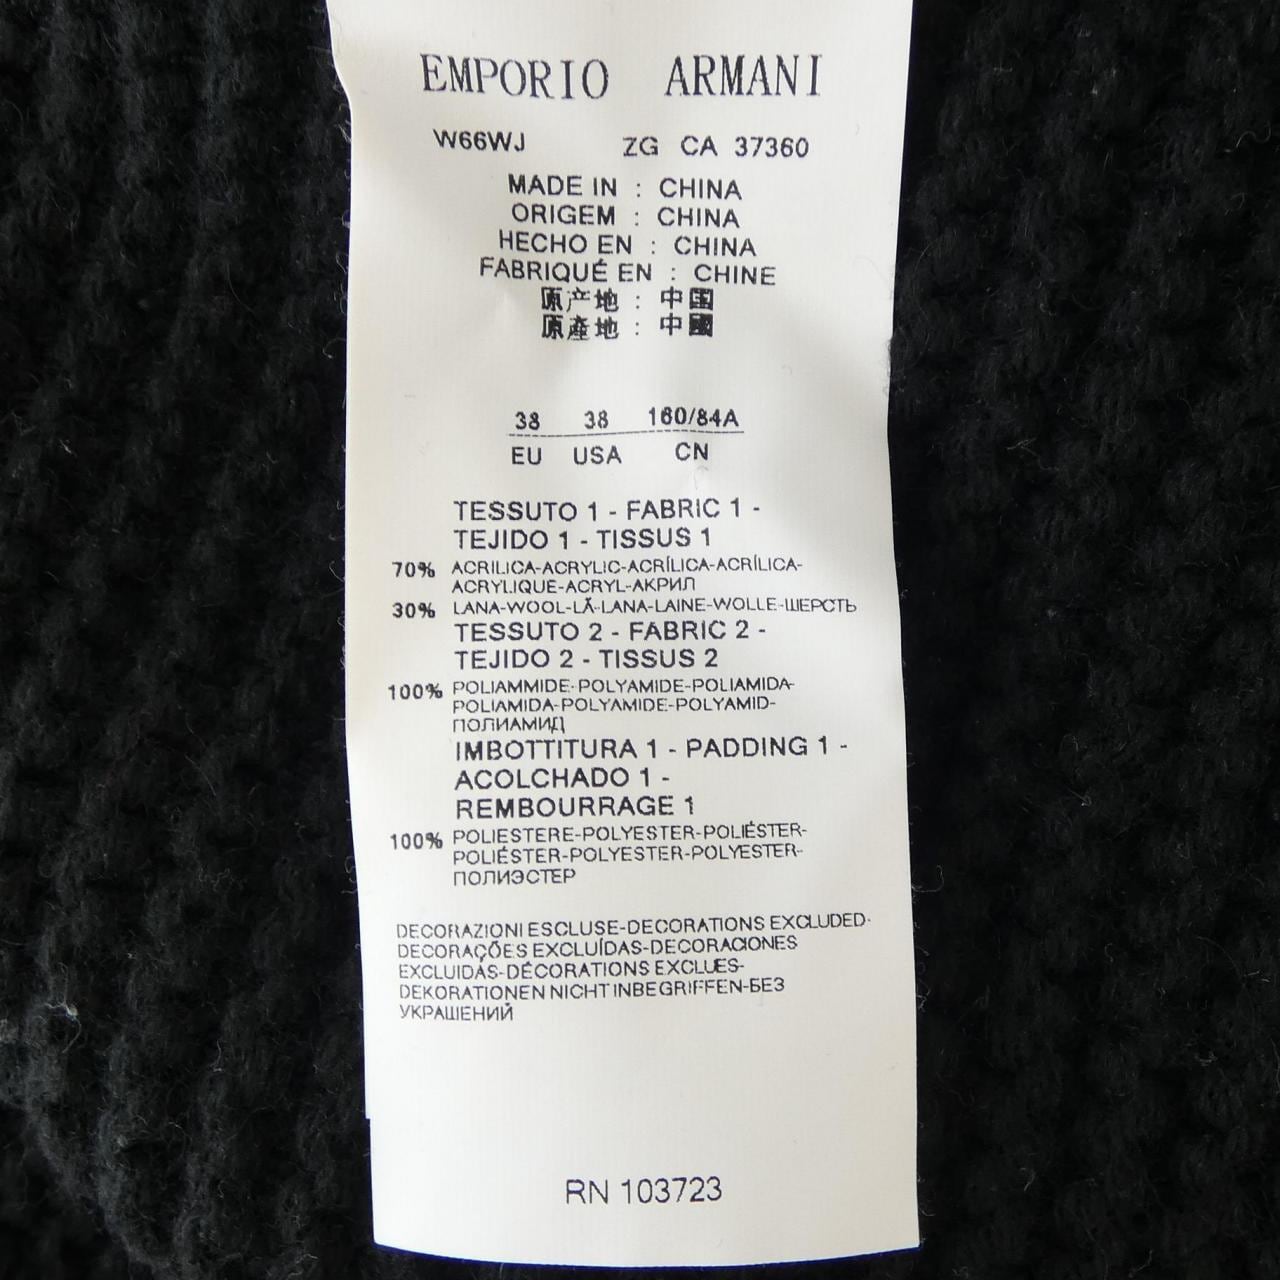 EMPORIO ARMANI
W66WJ ZG CA 37360
MADE IN : CHINA
ORIGEM : CHINA
HECHO EN : CHINA
FABRIQUÉ EN : CHINE
原产地 : 中国
原產地 : 中國
38 38 160/84A
EU USA CN
TESSUTO 1 - FABRIC 1 -
TEJIDO 1 - TISSUS 1
70% ACRILICA-ACRYLIC-ACRÍLICA-ACRÍLICA-
ACRYLIQUE-ACRYL-АКРИЛ
30% LANA-WOOL-LÃ-LANA-LAINE-WOLLE-ШЕРСТЬ
TESSUTO 2 - FABRIC 2 -
TEJIDO 2 - TISSUS 2
100% POLIAMMIDE-POLYAMIDE-POLIAMIDA-
POLIAMIDA-POLYAMIDE-POLYAMID-
ПОЛИАМИД
IMBOTTITURA 1 - PADDING 1 -
ACOLCHADO 1 -
REMBOURRAGE 1
100% POLIESTERE-POLYESTER-POLIÉSTER-
POLIÉSTER-POLYESTER-POLYESTER-
ПОЛИЭСТЕР
DECORAZIONI ESCLUSE-DECORATIONS EXCLUDED-
DECORAÇÕES EXCLUÍDAS-DECORACIONES
EXCLUIDAS-DÉCORATIONS EXCLUES-
DEKORATIONEN NICHT INBEGRIFFEN-БЕЗ
УКРАШЕНИЙ
RN 103723